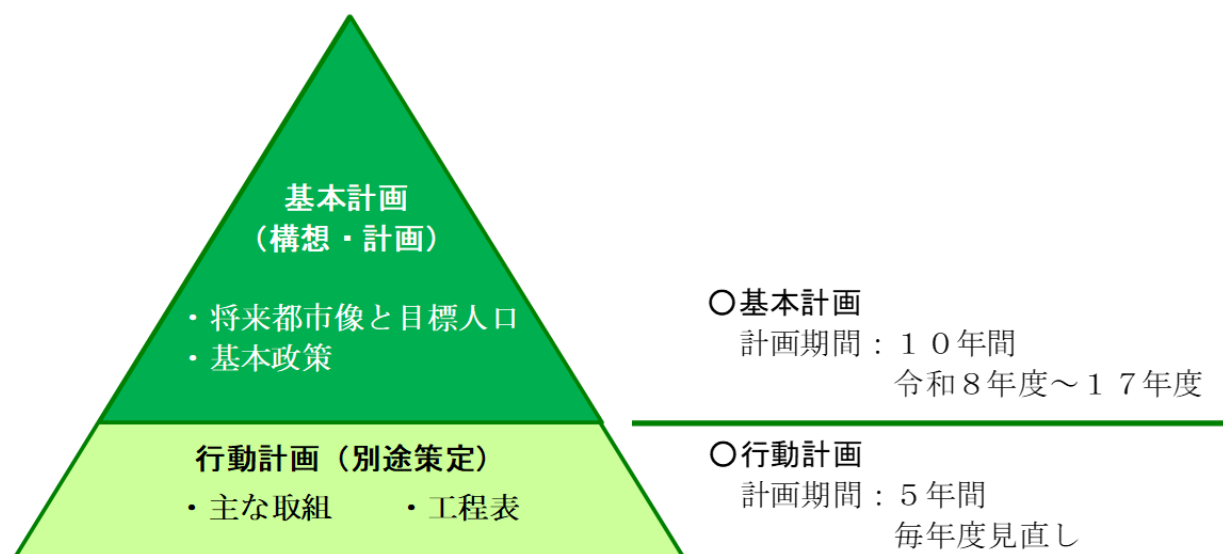 基本計画
（構想・計画）
・将来都市像と目標人口
・基本政策
行動計画（別途策定）
・主な取組　・工程表
〇基本計画
計画期間：１０年間
令和８年度～１７年度
〇行動計画
計画期間：５年間
毎年度見直し